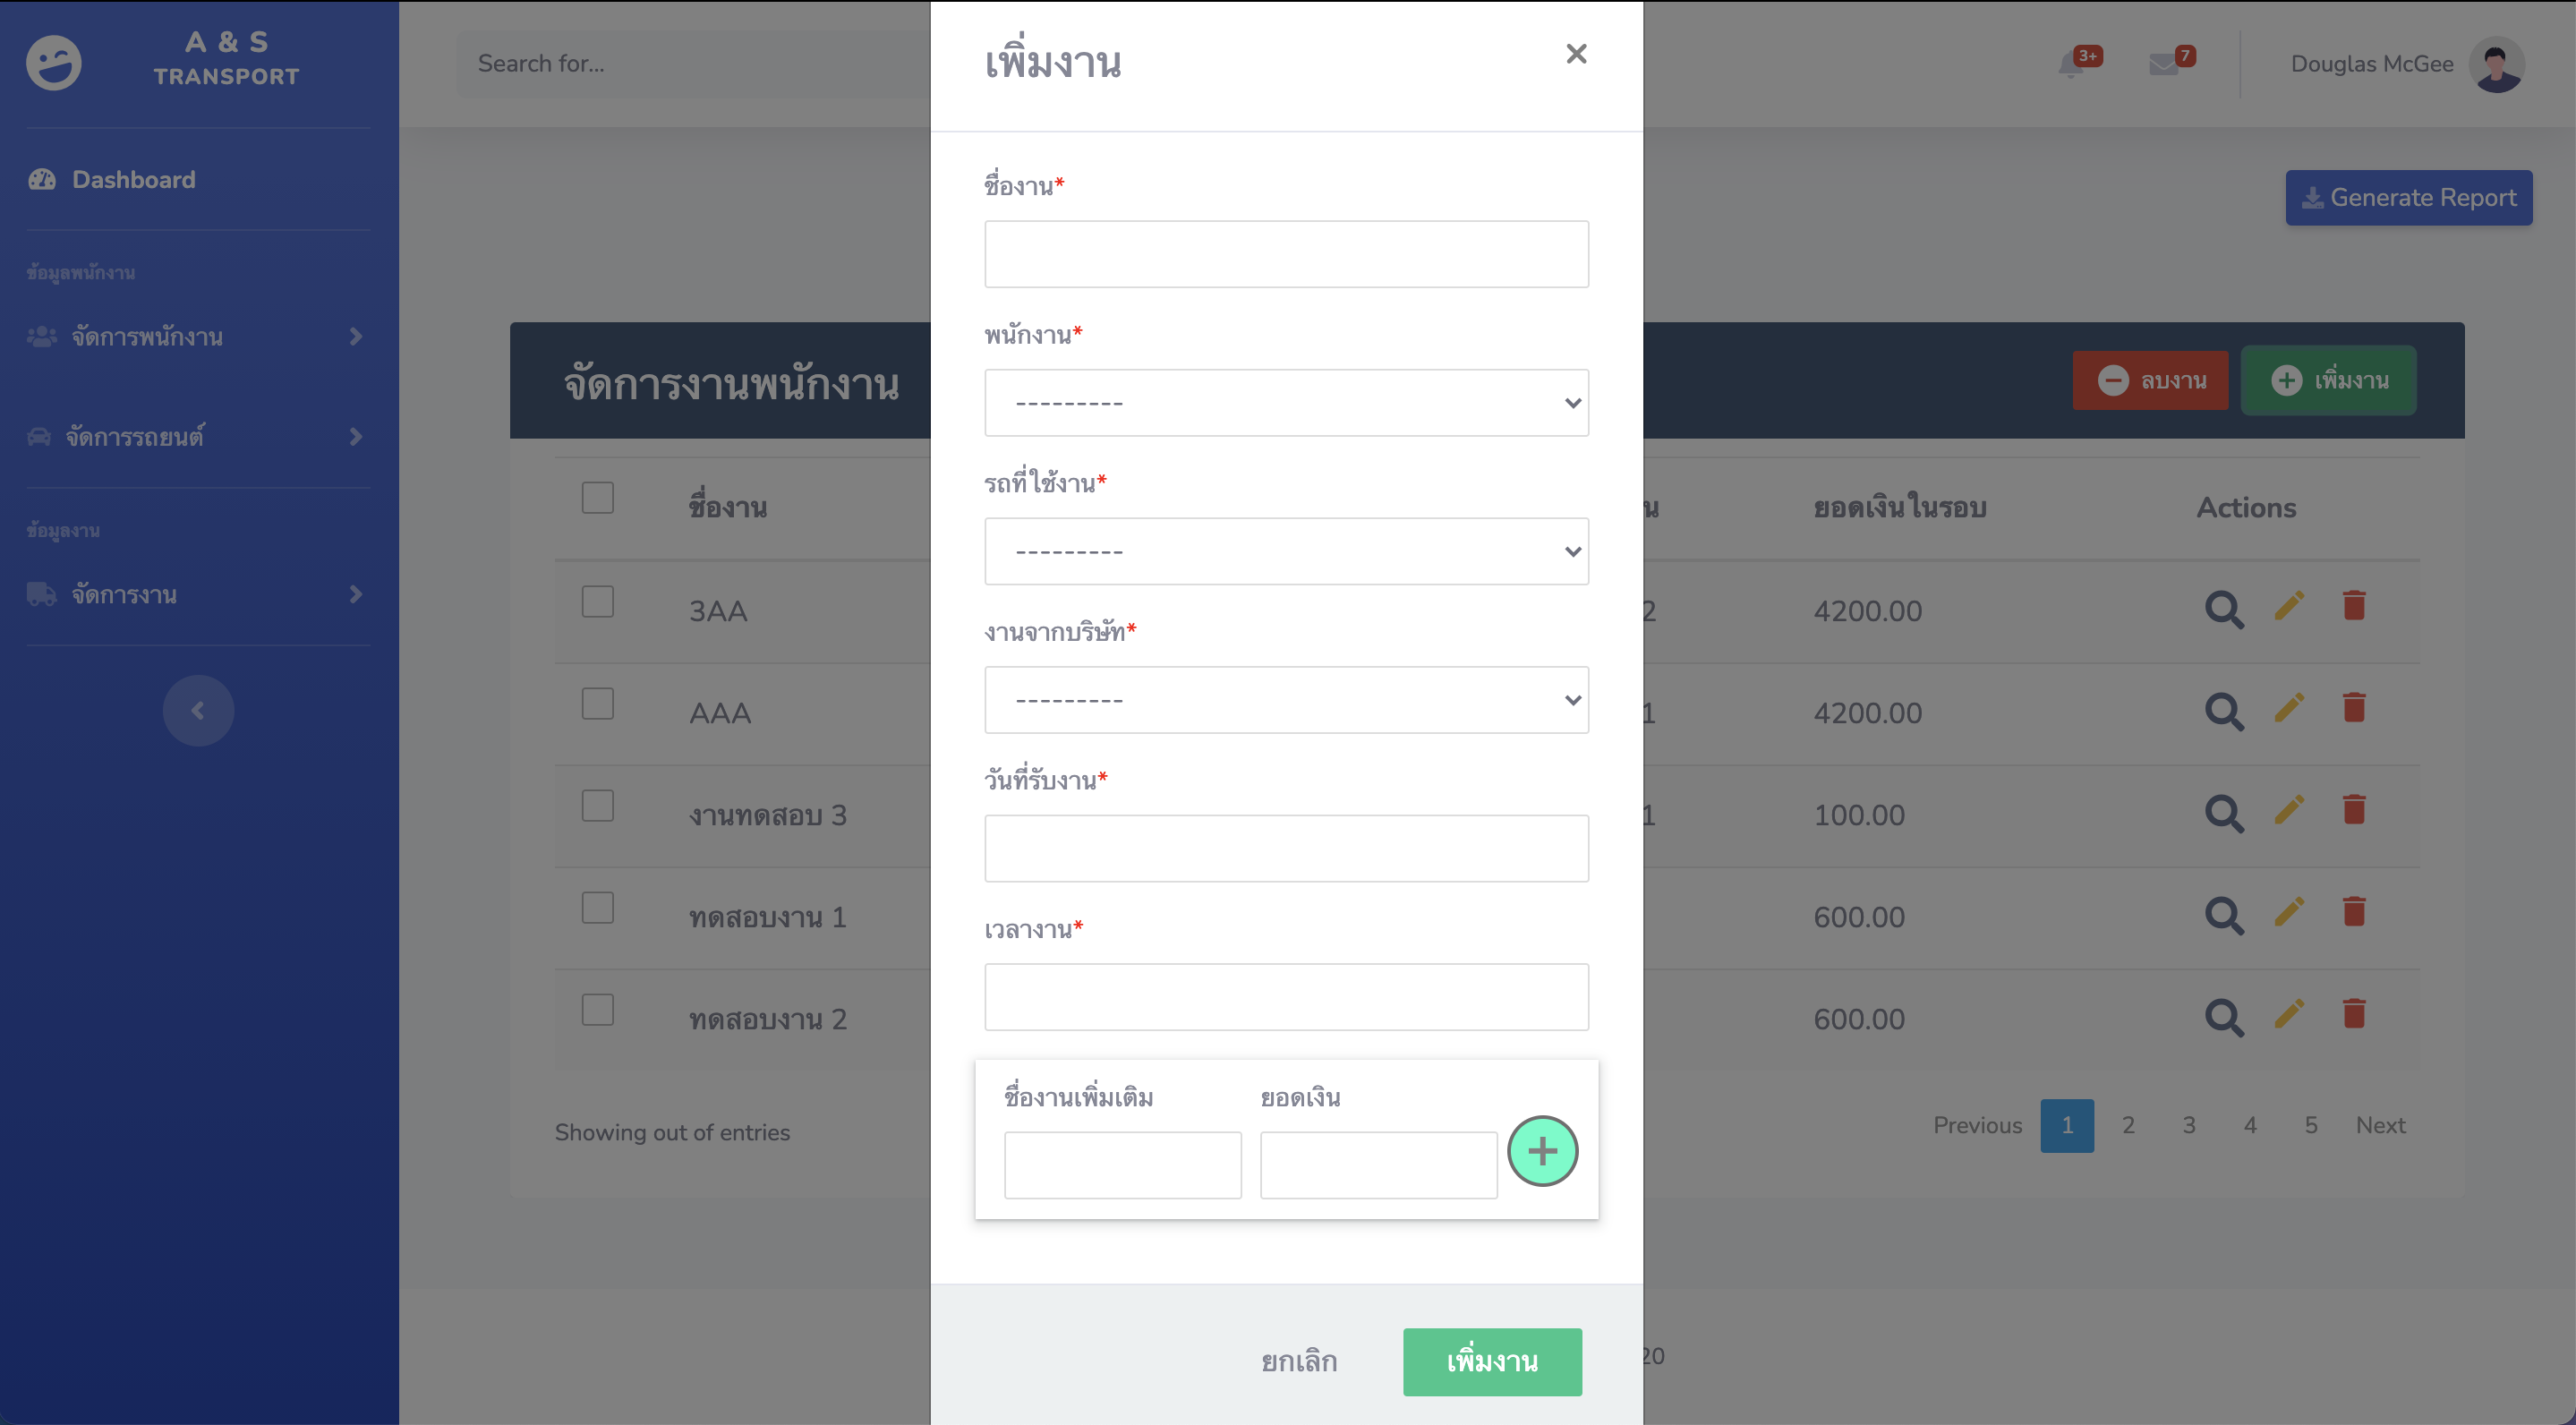 A & S
TRANSPORT
Dashboard
ข้อมูลพนักงาน
จัดการพนักงาน
จัดการรถยนต์
ข้อมูลงาน
จัดการงาน
Search for...
3+
7
Douglas McGee
Generate Report
จัดการงานพนักงาน
ลบงาน
เพิ่มงาน
ชื่องาน
น
ยอดเงินในรอบ
Actions
3AA
2
4200.00
AAA
1
4200.00
งานทดสอบ 3
1
100.00
ทดสอบงาน 1
600.00
ทดสอบงาน 2
600.00
Showing out of entries
Previous 1 2 3 4 5 Next
20
เพิ่มงาน
ชื่องาน*
พนักงาน*
---------
รถที่ใช้งาน*
---------
งานจากบริษัท*
---------
วันที่รับงาน*
เวลางาน*
ชื่องานเพิ่มเติม
ยอดเงิน
ยกเลิก
เพิ่มงาน